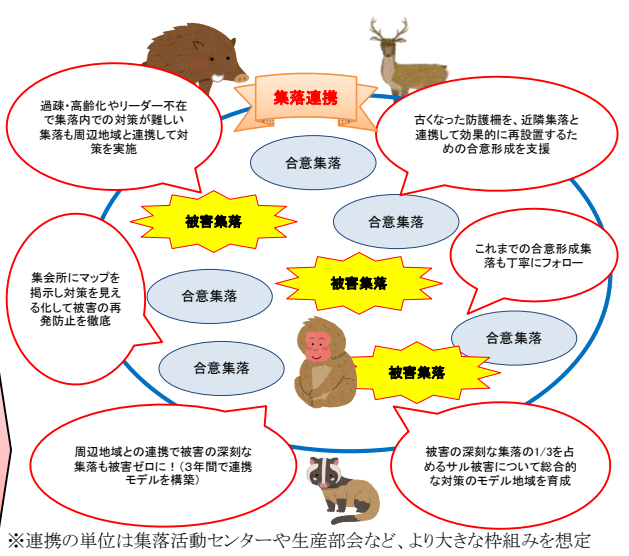 集落連携
過疎・高齢化やリーダー不在
で集落内での対策が難しい
集落も周辺地域と連携して対
策を実施
古くなった防護柵を、近隣集落と
連携して効果的に再設置するた
めの合意形成を支援
合意集落
被害集落
合意集落
これまでの合意形成集
落も丁寧にフォロー
集会所にマップを
掲示し対策を見え
る化して被害の再
発防止を徹底
被害集落
合意集落
合意集落
合意集落
被害集落
周辺地域との連携で被害の深刻な
集落も被害ゼロに！（３年間で連携
モデルを構築）
被害の深刻な集落の1/3を占
めるサル被害について総合的
な対策のモデル地域を育成
※連携の単位は集落活動センターや生産部会など、より大きな枠組みを想定